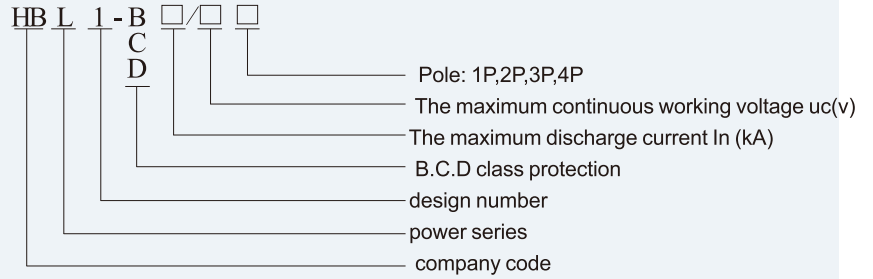 HB L 1-B □/□ □
C
D
Pole: 1P,2P,3P,4P
The maximum continuous working voltage uc(v)
The maximum discharge current In (kA)
B.C.D class protection
design number
power series
company code